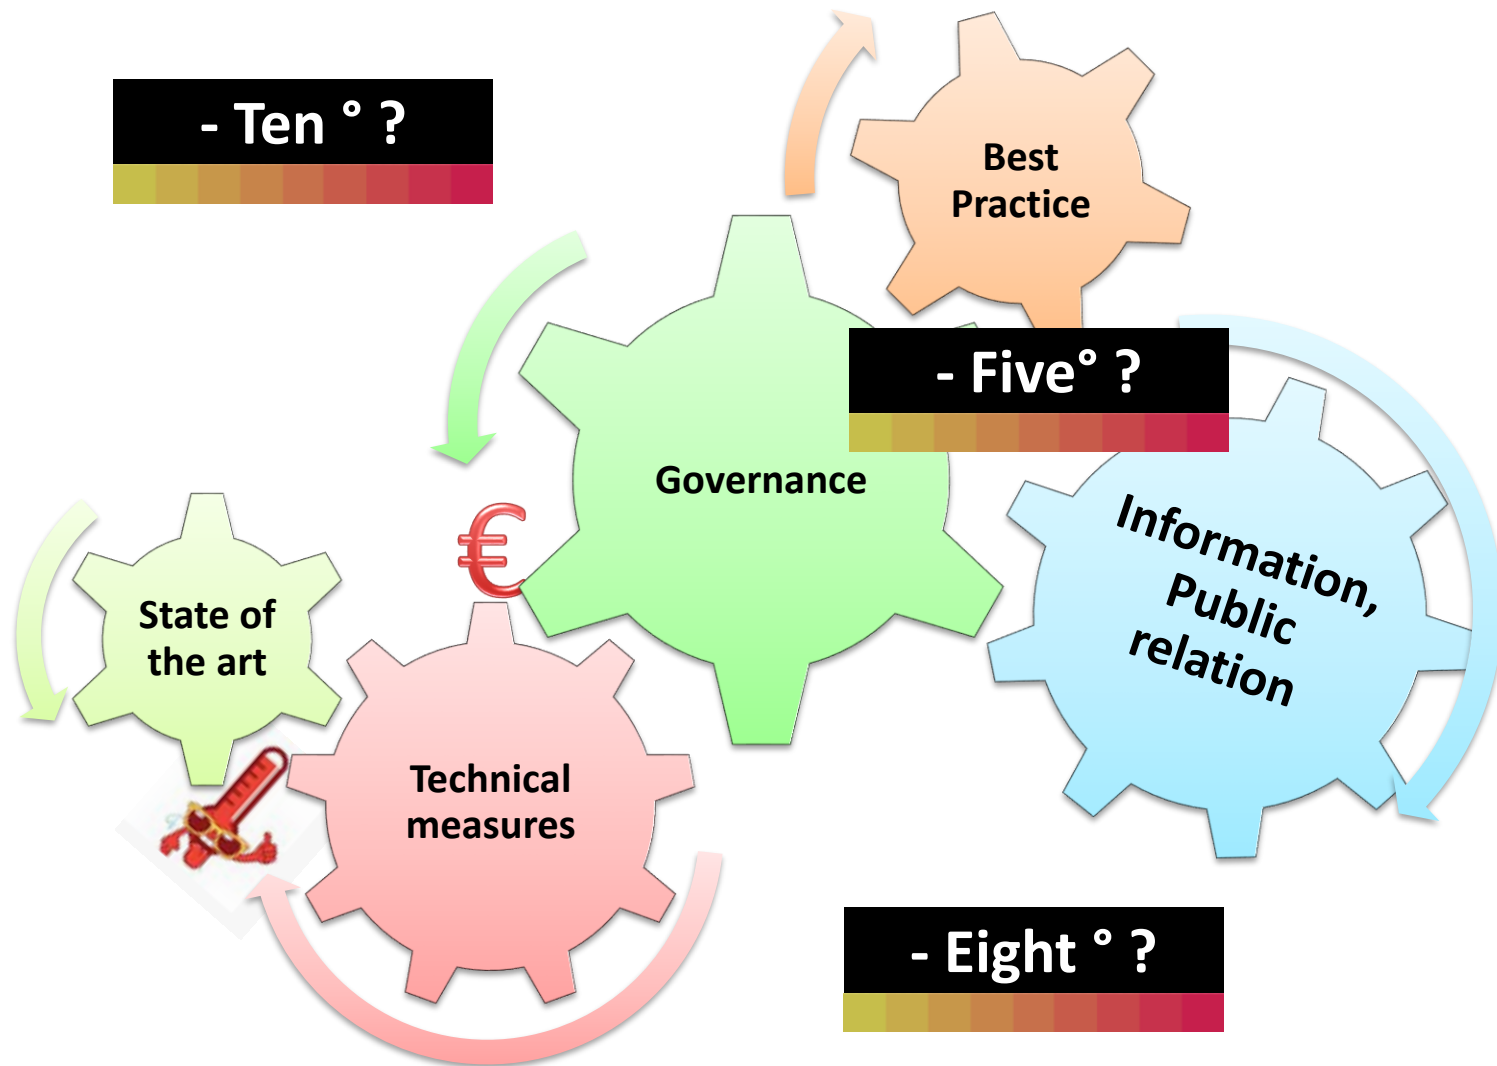 - Ten ° ?
Best
Practice
- Five° ?
Governance
Information,
Public
relation
€
State of
the art
Technical
measures
- Eight ° ?